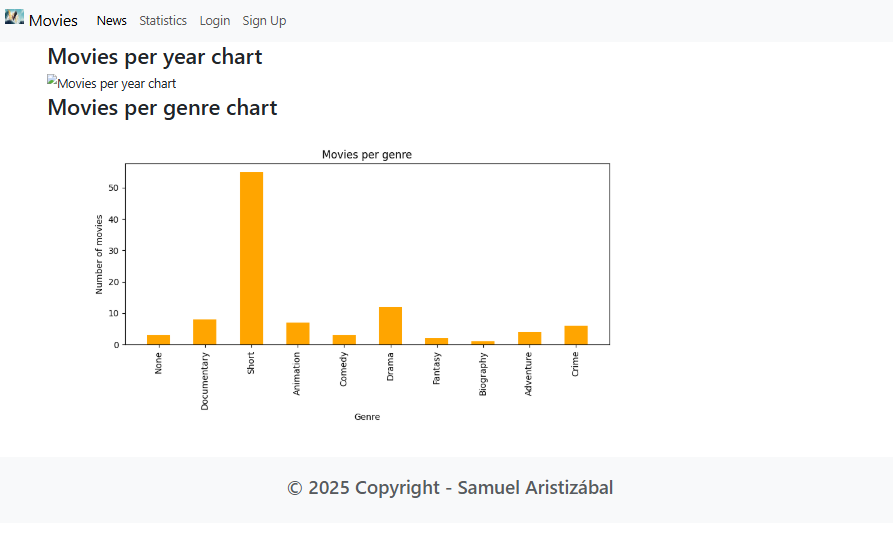 Movies News Statistics Login Sign Up
Movies per year chart
Movies per year chart
Movies per genre chart
Movies per genre
Number of movies
50
40
30
20
10
0
None Documentary Short Animation Comedy Drama Fantasy Biography Adventure Crime
Genre
© 2025 Copyright - Samuel Aristizábal